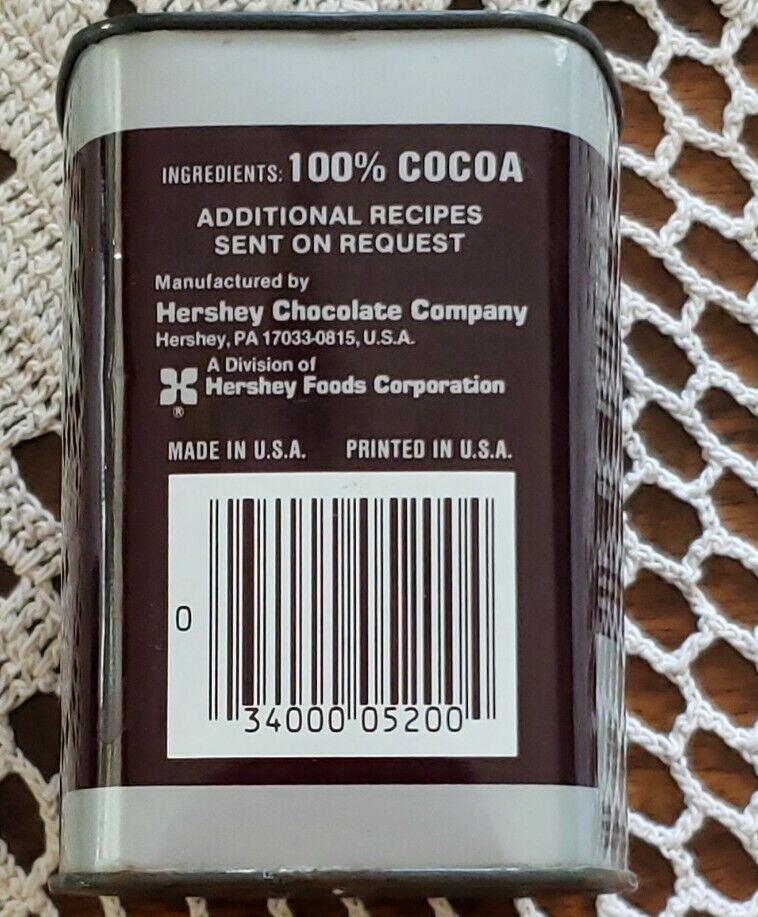 INGREDIENTS: 100% COCOA
ADDITIONAL RECIPES
SENT ON REQUEST
Manufactured by
Hershey Chocolate Company
Hershey, PA 17033-0815, U.S.A.
A Division of
Hershey Foods Corporation
®
MADE IN U.S.A. PRINTED IN U.S.A.
0 34000 05200